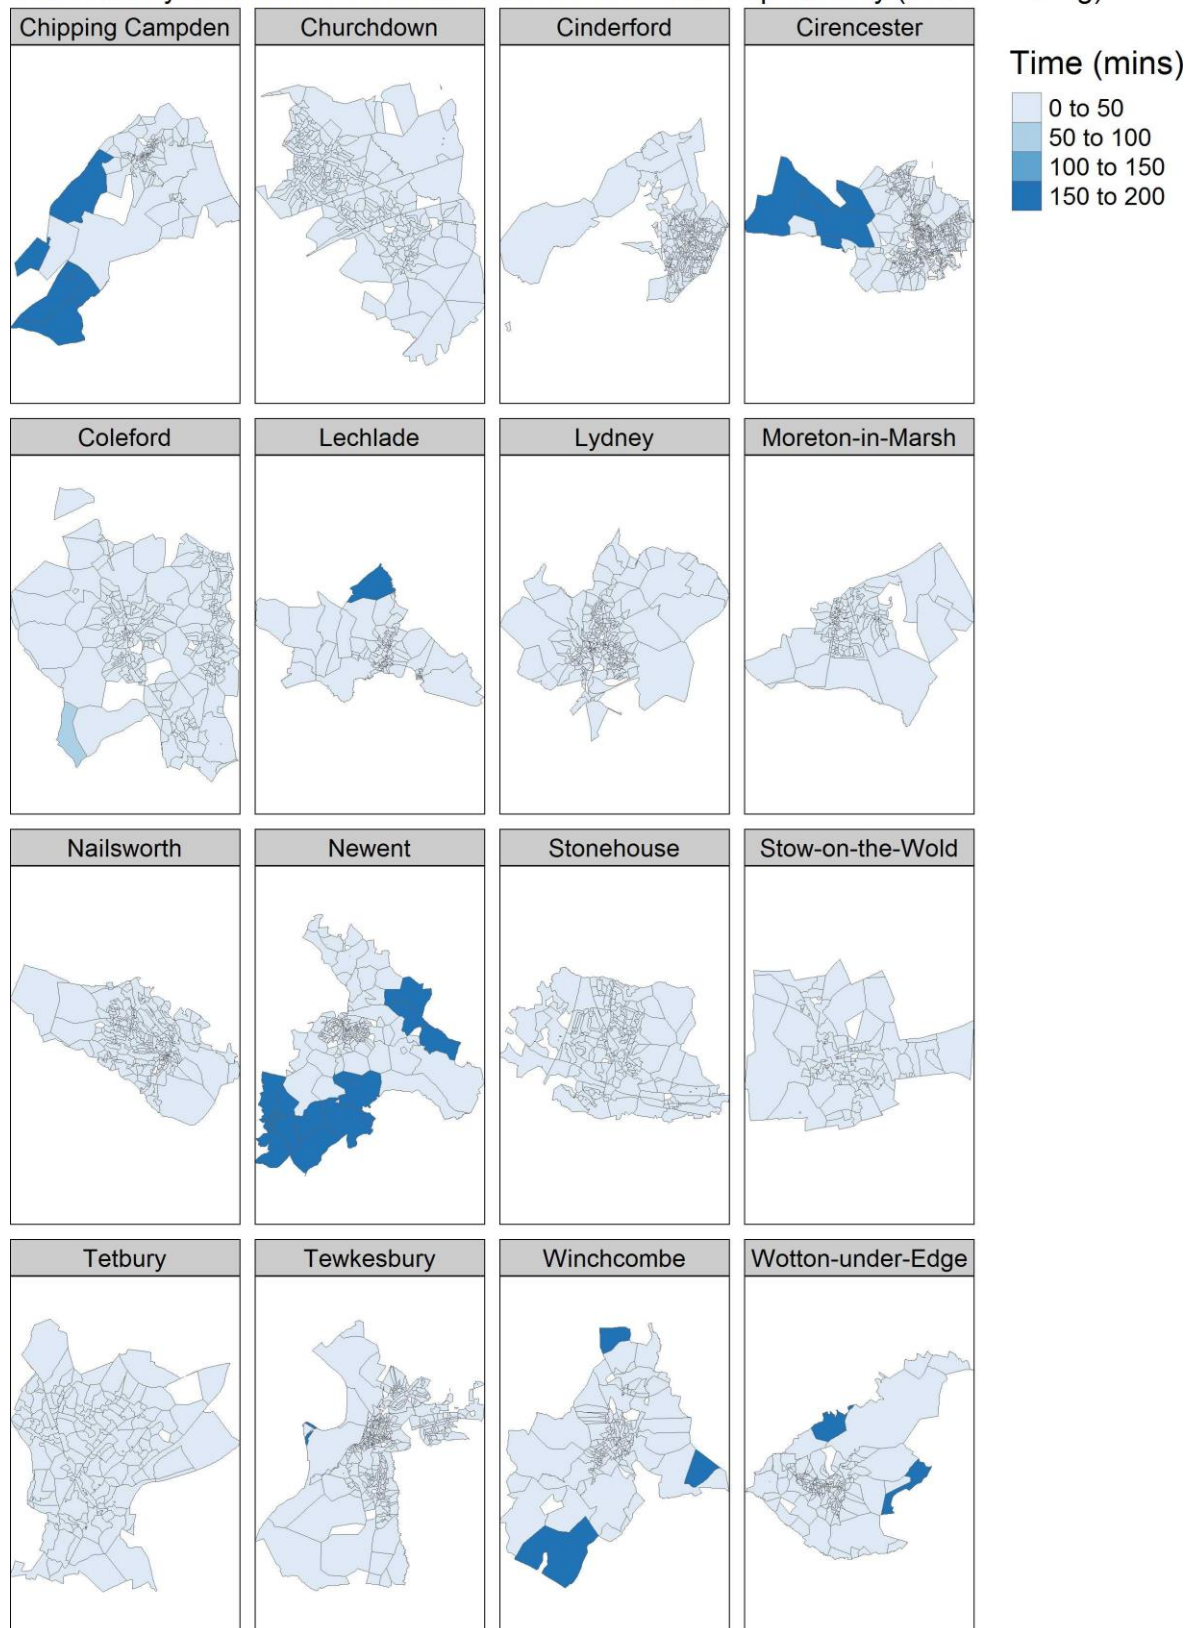 Chipping Campden Churchdown Cinderford Cirencester
Time (mins)
0 to 50
50 to 100
100 to 150
150 to 200
Coleford Lechlade Lydney Moreton-in-Marsh
Nailsworth Newent Stonehouse Stow-on-the-Wold
Tetbury Tewkesbury Winchcombe Wotton-under-Edge